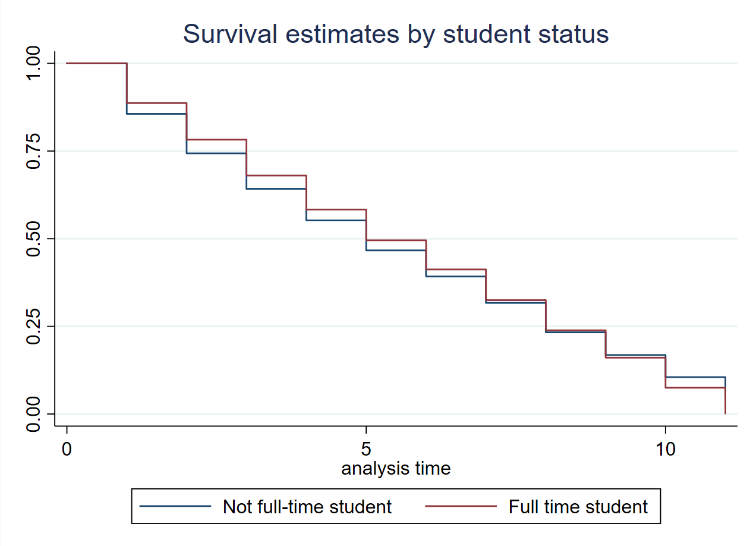 Survival estimates by student status
1.00
0.75
0.50
0.25
0.00
0 5 10
analysis time
Not full-time student Full time student